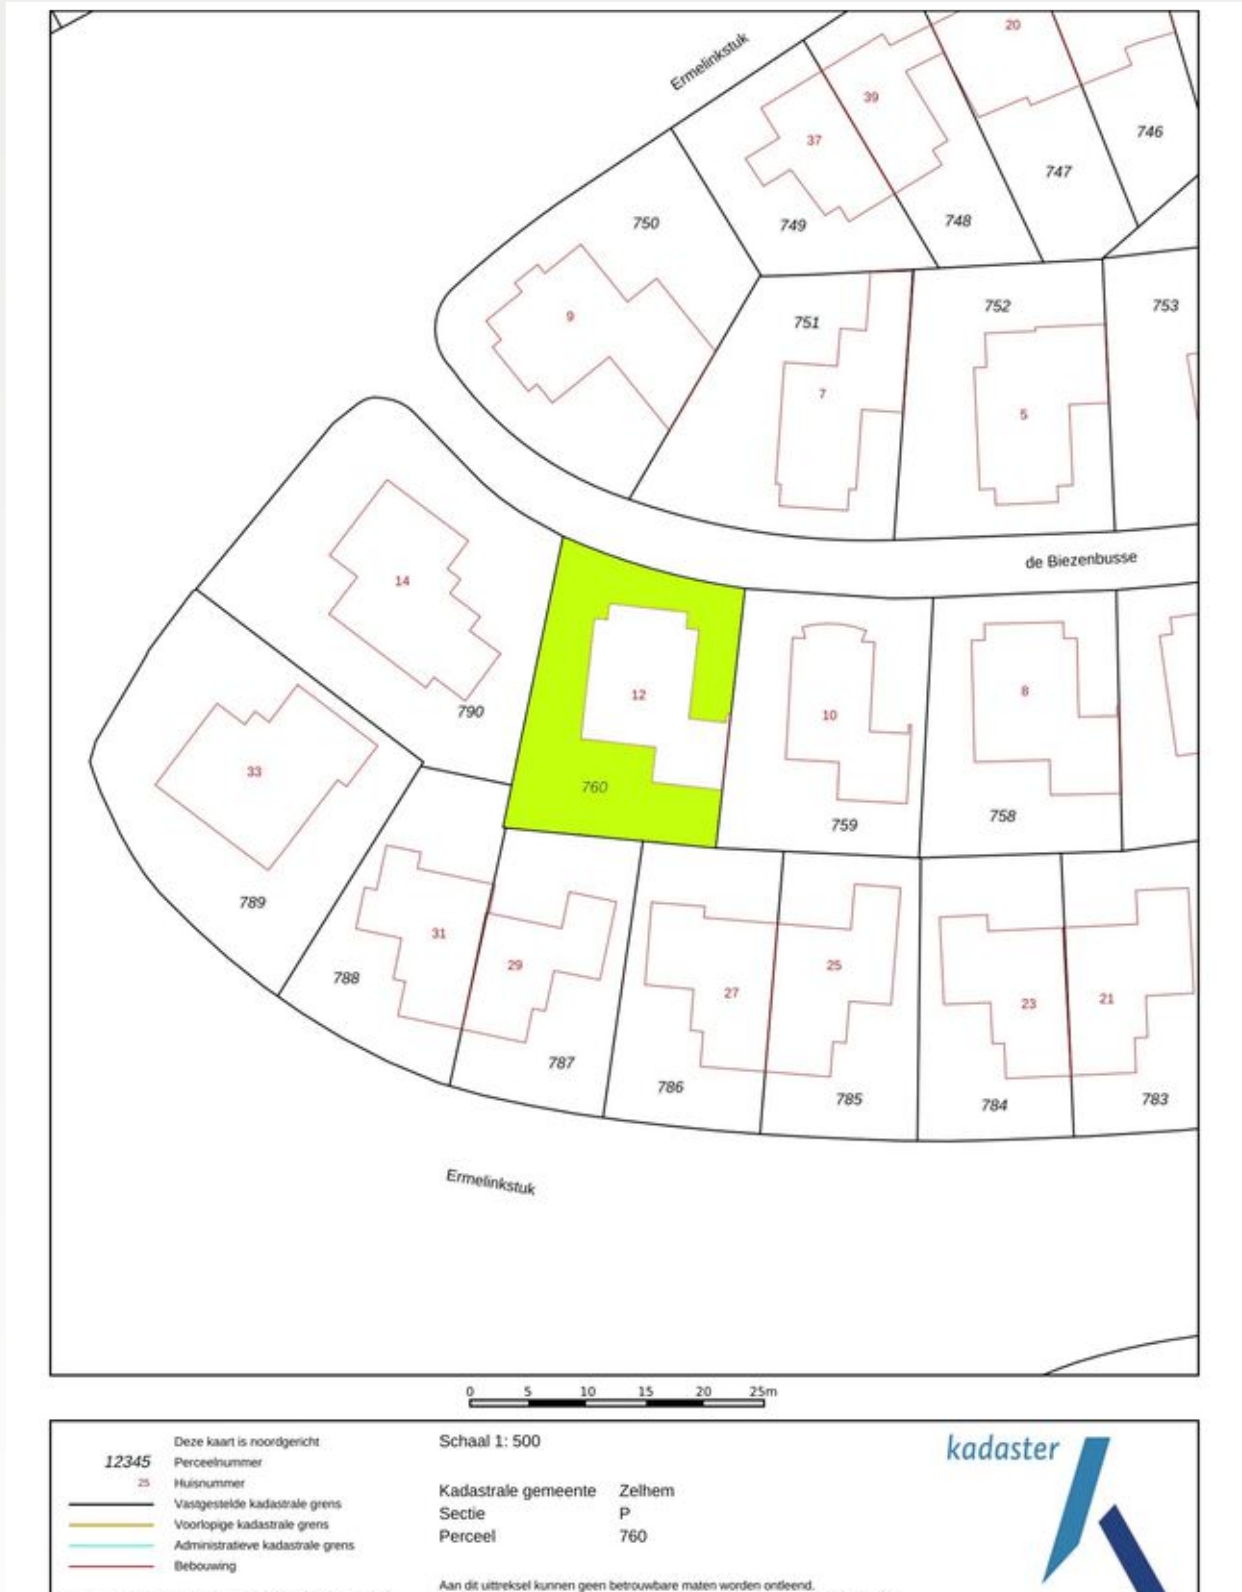 Ermelinkstuk
20
39
37
746
747
750
749
748
752
753
751
9
7
5
de Biezenbusse
14
12
10
8
790
33
760
759
758
789
31
29
25
27
23
21
788
787
786
785
784
783
Ermelinkstuk
0 5 10 15 20 25m
Deze kaart is noordgericht
12345 Perceelnummer
25 Huisnummer
Vastgestelde kadastrale grens
Voorlopige kadastrale grens
Administratieve kadastrale grens
Bebouwing
Schaal 1: 500
Kadastrale gemeente Zelhem
Sectie P
Perceel 760
Aan dit uittreksel kunnen geen betrouwbare maten worden ontleend.
kadaster